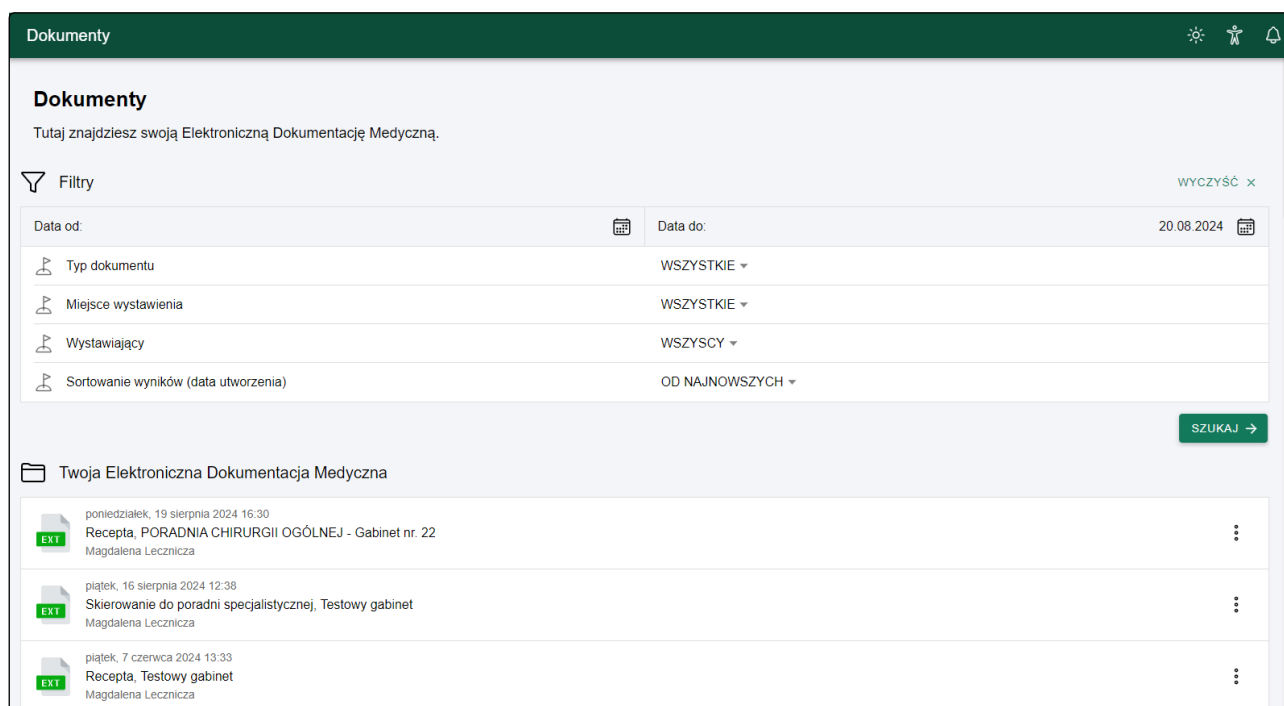 Dokumenty
Dokumenty
Tutaj znajdziesz swoją Elektroniczną Dokumentację Medyczną.
Filtry
WYCZYŚĆ ×
Data od:
Data do:
20.08.2024
Typ dokumentu
WSZYSTKIE
Miejsce wystawienia
WSZYSTKIE
Wystawiający
WSZYSCY
Sortowanie wyników (data utworzenia)
OD NAJNOWSZYCH
SZUKAJ →
Twoja Elektroniczna Dokumentacja Medyczna
poniedziałek, 19 sierpnia 2024 16:30
EXT
Recepta, PORADNIA CHIRURGII OGÓLNEJ - Gabinet nr. 22
Magdalena Lecznicza
piątek, 16 sierpnia 2024 12:38
EXT
Skierowanie do poradni specjalistycznej, Testowy gabinet
Magdalena Lecznicza
piątek, 7 czerwca 2024 13:33
EXT
Recepta, Testowy gabinet
Magdalena Lecznicza